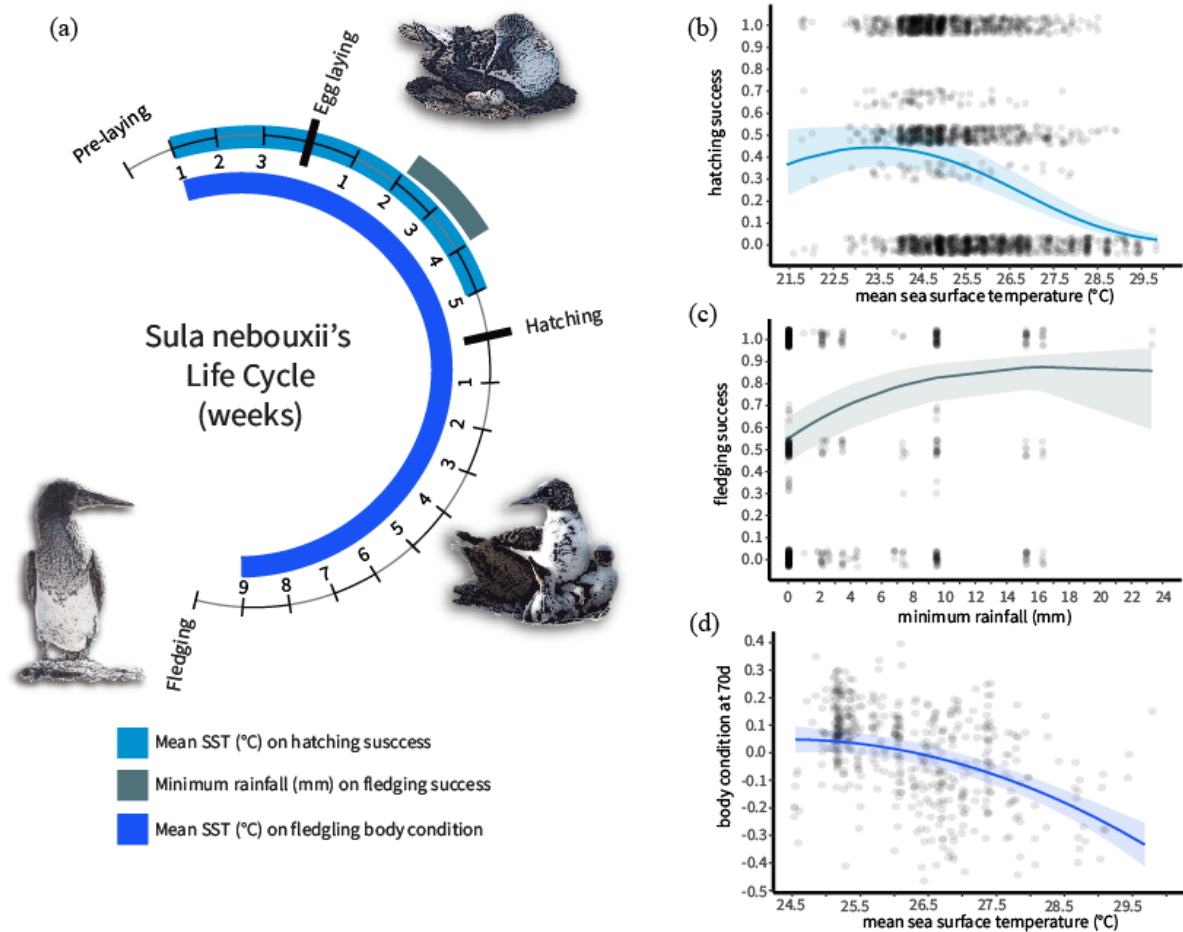 (a)
Pre-laying
Egg laying
1
2
3
1
2
3
4
5
Hatching
1
2
3
4
5
6
7
8
9
Fledging
Sula nebouxii's
Life Cycle
(weeks)
Mean SST (°C) on hatching susccess
Minimum rainfall (mm) on fledging success
Mean SST (°C) on fledgling body condition
(b)
hatching success
1.0
0.9
0.8
0.7
0.6
0.5
0.4
0.3
0.2
0.1
0.0
21.5 22.5 23.5 24.5 25.5 26.5 27.5 28.5 29.5
mean sea surface temperature (°C)
(c)
fledging success
1.0
0.9
0.8
0.7
0.6
0.5
0.4
0.3
0.2
0.1
0.0
0 2 4 6 8 10 12 14 16 18 20 22 24
minimum rainfall (mm)
(d)
body condition at 70d
0.4
0.3
0.2
0.1
0.0
-0.1
-0.2
-0.3
-0.4
-0.5
24.5 25.5 26.5 27.5 28.5 29.5
mean sea surface temperature (°C)